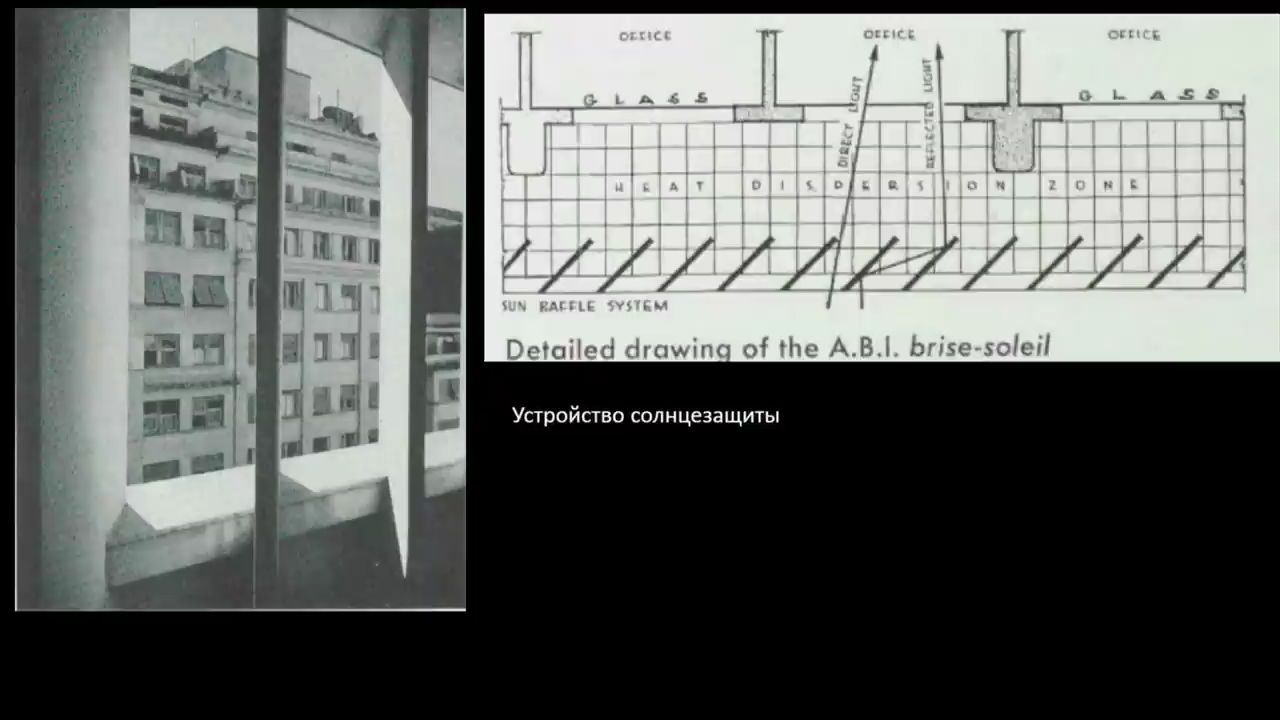 OFFICE OFFICE OFFICE
GLASS GLASS
DIRECT LIGHT
REFLECTED LIGHT
HEAT DISPERSION ZONE
SUN BAFFLE SYSTEM
Detailed drawing of the A.B.I. brise-soleil
Устройство солнцезащиты